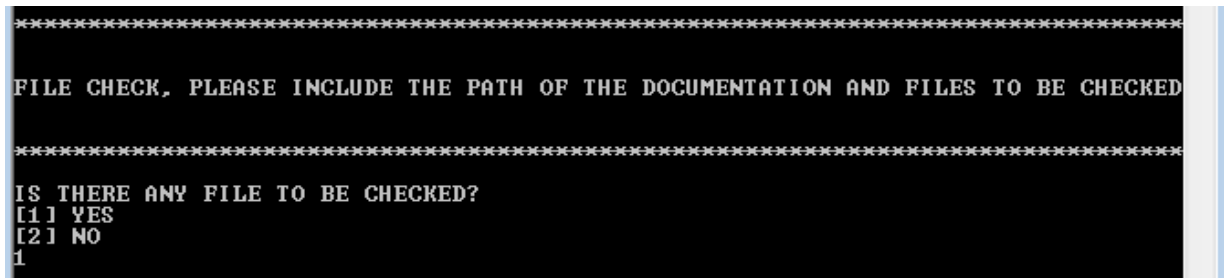 ********************************************************************************
FILE CHECK, PLEASE INCLUDE THE PATH OF THE DOCUMENTATION AND FILES TO BE CHECKED
********************************************************************************
IS THERE ANY FILE TO BE CHECKED?
[1] YES
[2] NO
1